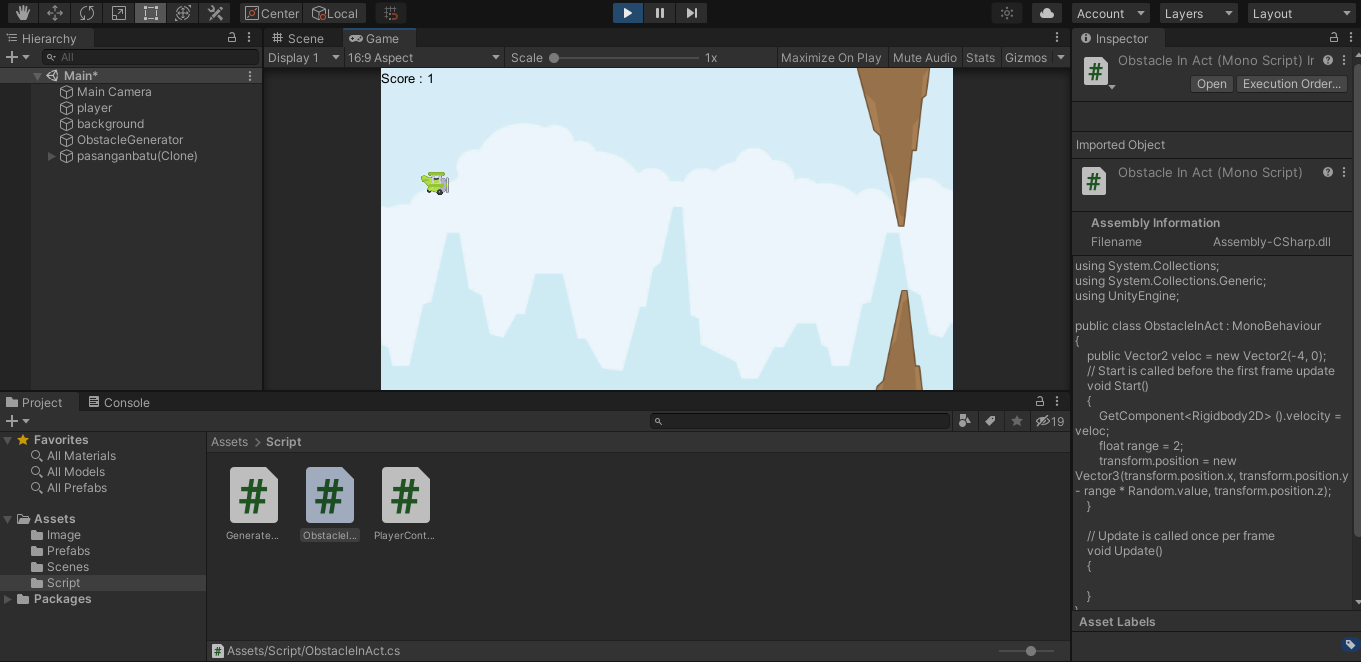 Center
Local
Account
Layers
Layout
Hierarchy
All
Main*
Main Camera
player
background
ObstacleGenerator
pasanganbatu(Clone)
Scene
Game
Display 1
16:9 Aspect
Scale
1x
Maximize On Play
Mute Audio
Stats
Gizmos
Score : 1
Inspector
Obstacle In Act (Mono Script) Ir
Open
Execution Order...
Imported Object
Obstacle In Act (Mono Script)
Assembly Information
Filename Assembly-CSharp.dll
using System.Collections;
using System.Collections.Generic;
using UnityEngine;
public class ObstacleInAct : MonoBehaviour
{
public Vector2 veloc = new Vector2(-4, 0);
// Start is called before the first frame update
void Start()
{
GetComponent<Rigidbody2D> ().velocity =
veloc;
float range = 2;
transform.position = new
Vector3(transform.position.x, transform.position.y
- range * Random.value, transform.position.z);
}
// Update is called once per frame
void Update()
{
}
}
Asset Labels
Project
Console
19
Favorites
All Materials
All Models
All Prefabs
Assets
Image
Prefabs
Scenes
Script
Packages
Assets > Script
Generate...
ObstacleI...
PlayerCont...
Assets/Script/ObstacleInAct.cs